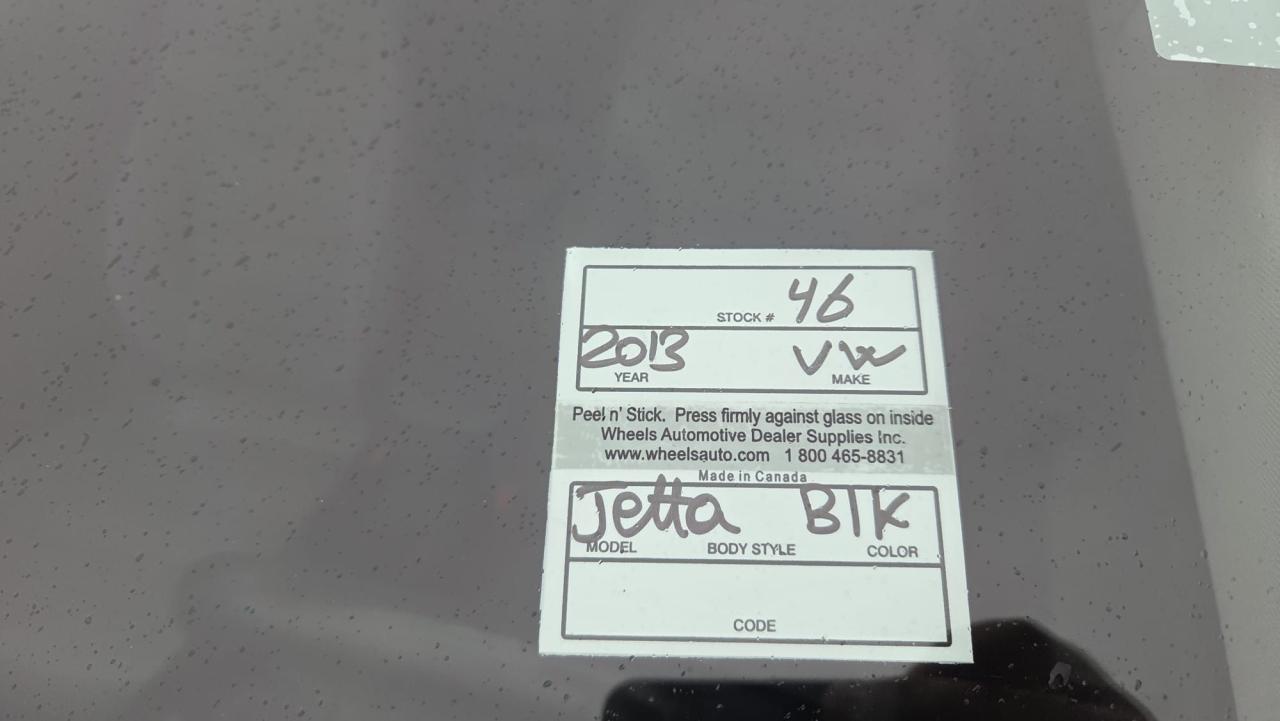 46
STOCK #
2013 VW
YEAR MAKE
Peel n' Stick. Press firmly against glass on inside
Wheels Automotive Dealer Supplies Inc.
www.wheelsauto.com 1 800 465-8831
Made in Canada
Jetta BlK
MODEL BODY STYLE COLOR
CODE